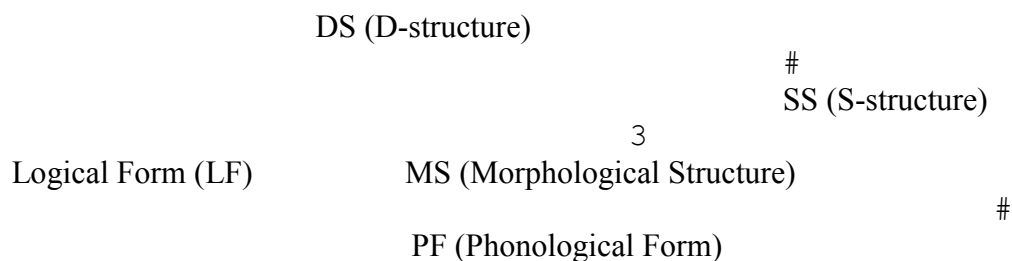 DS (D-structure)
#
SS (S-structure)
3
Logical Form (LF) MS (Morphological Structure)
#
PF (Phonological Form)